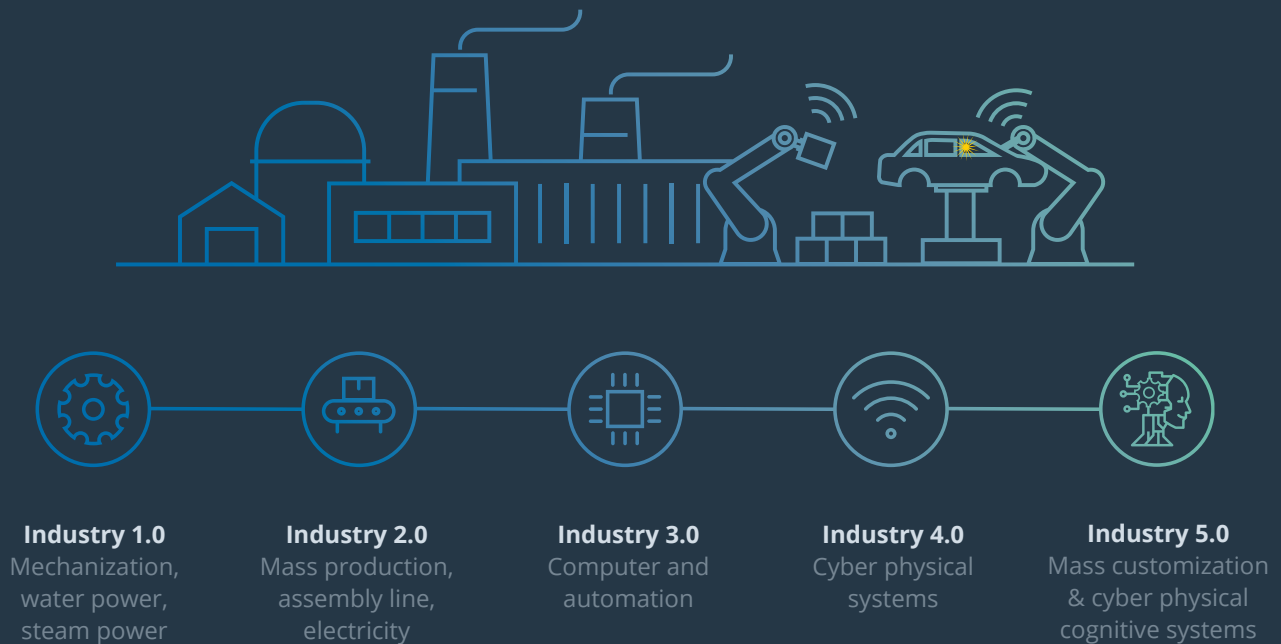 Industry 1.0
Mechanization,
water power,
steam power
Industry 2.0
Mass production,
assembly line,
electricity
Industry 3.0
Computer and
automation
Industry 4.0
Cyber physical
systems
Industry 5.0
Mass customization
& cyber physical
cognitive systems